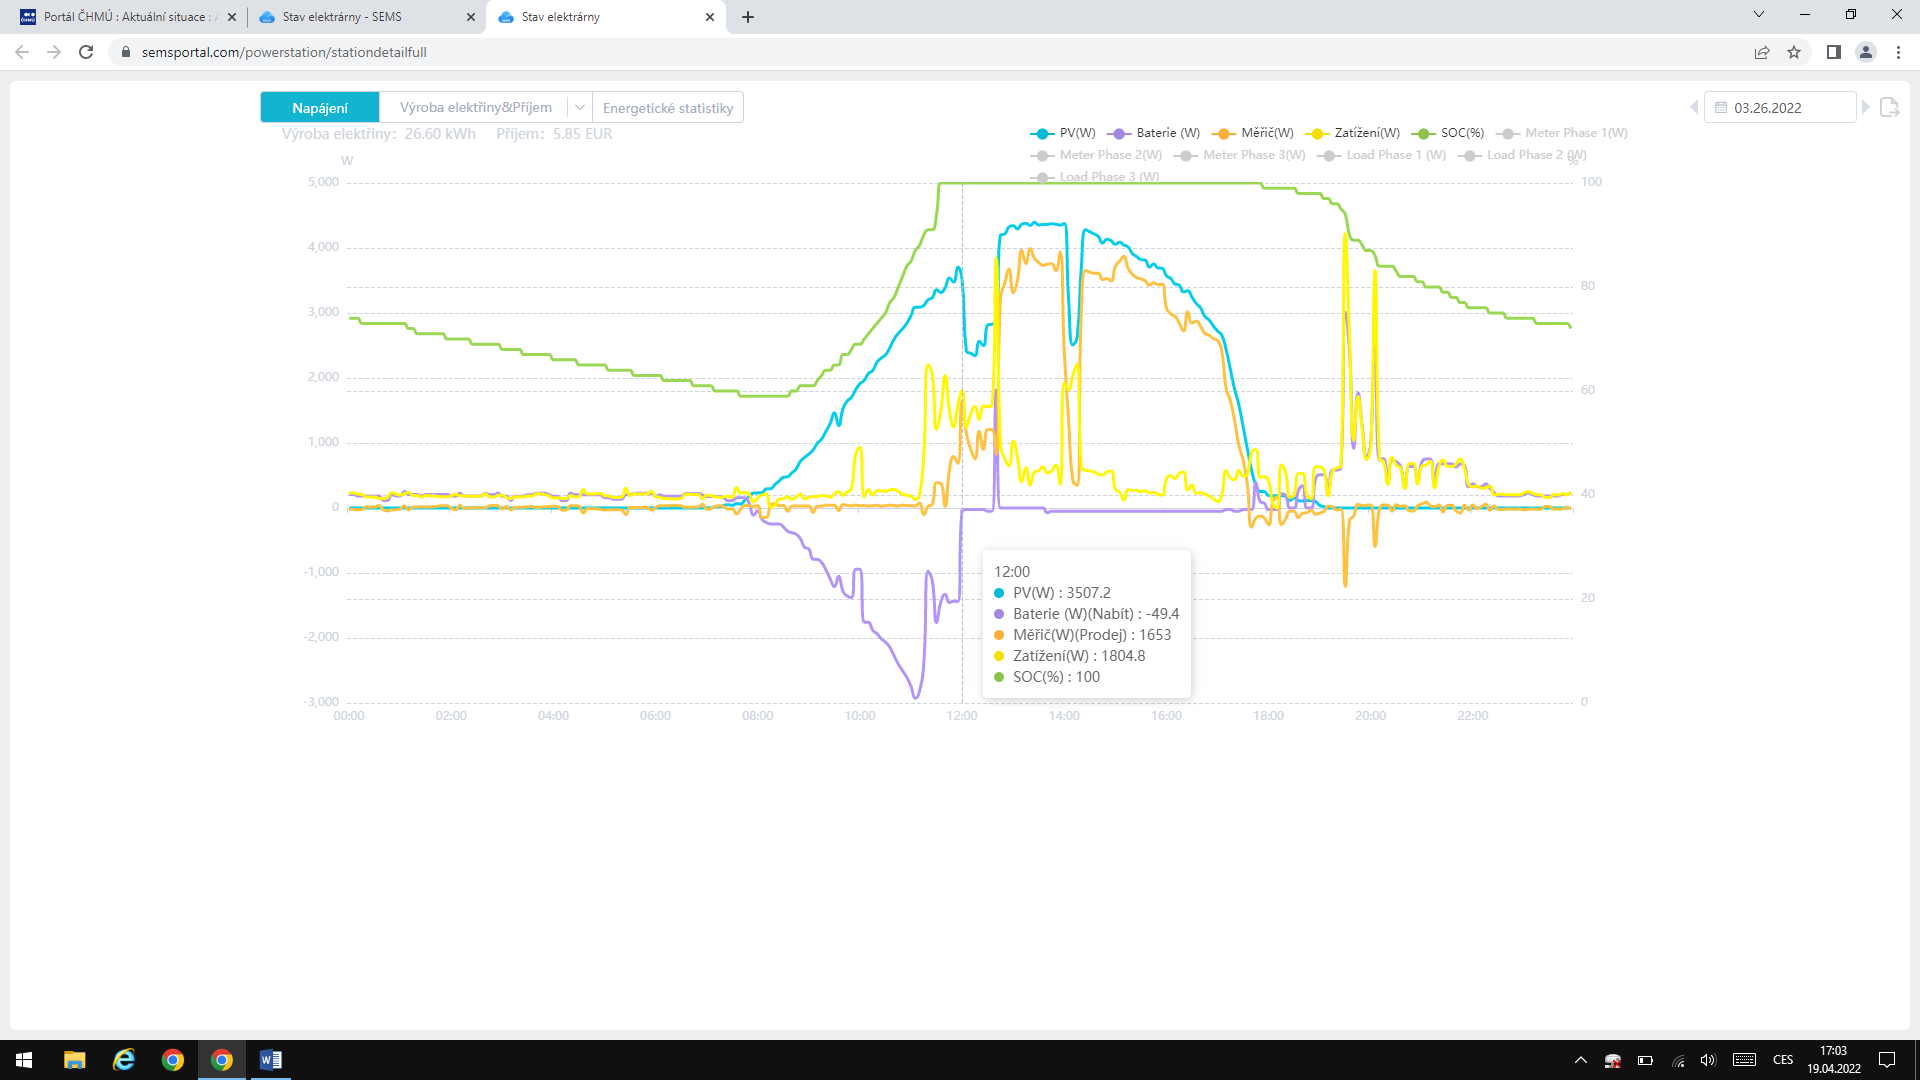 Portál ČHMÚ : Aktuální situace :
Stav elektrárny - SEMS
Stav elektrárny
semsportal.com/powerstation/stationdetailfull
Napájení
Výroba elektřiny&Příjem
Energetické statistiky
03.26.2022
Výroba elektřiny: 26.60 kWh Příjem: 5.85 EUR
PV(W) Baterie (W) Měřič(W) Zatížení(W) SOC(%) Meter Phase 1(W)
Meter Phase 2(W) Meter Phase 3(W) Load Phase 1 (W) Load Phase 2 (W)
Load Phase 3 (W)
W
%
5,000
4,000
3,000
2,000
1,000
0
-1,000
-2,000
-3,000
100
80
60
40
20
0
00:00 02:00 04:00 06:00 08:00 10:00 12:00 14:00 16:00 18:00 20:00 22:00
12:00
PV(W) : 3507.2
Baterie (W)(Nabít) : -49.4
Měřič(W)(Prodej) : 1653
Zatížení(W) : 1804.8
SOC(%) : 100
CES
17:03
19.04.2022